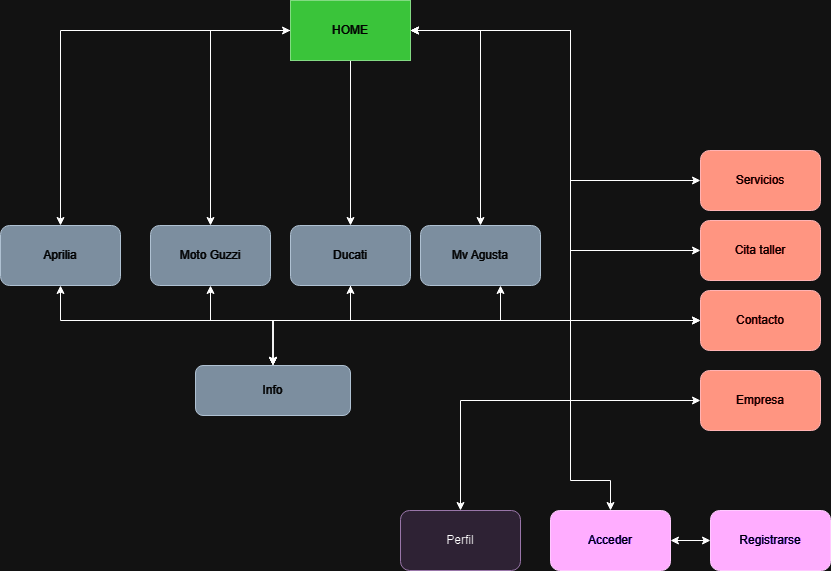 HOME
Servicios
Aprilia
Moto Guzzi
Ducati
Mv Agusta
Cita taller
Contacto
Info
Empresa
Perfil
Acceder
Registrarse